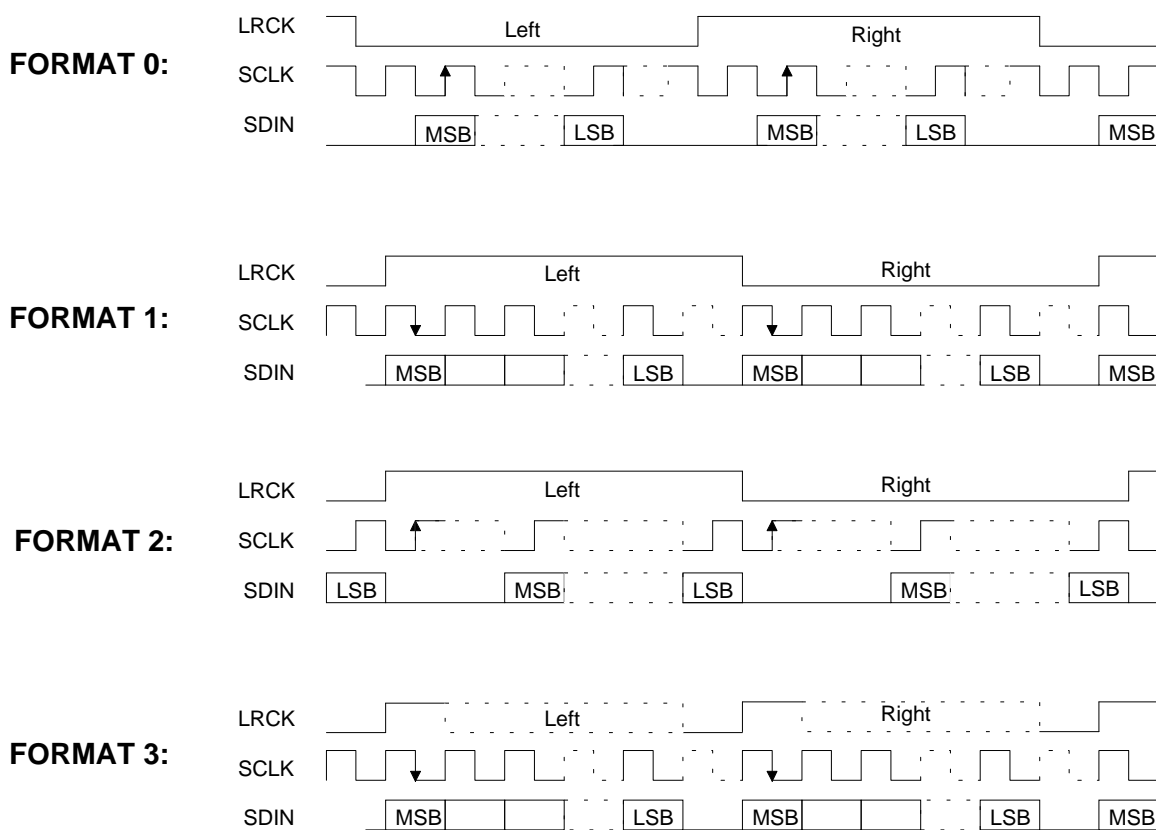 LRCK Left Right
FORMAT 0: SCLK
SDIN MSB LSB MSB LSB MSB
LRCK Left Right
FORMAT 1: SCLK
SDIN MSB LSB MSB LSB MSB
LRCK Left Right
FORMAT 2: SCLK
SDIN LSB MSB LSB MSB LSB
LRCK Left Right
FORMAT 3: SCLK
SDIN MSB LSB MSB LSB MSB